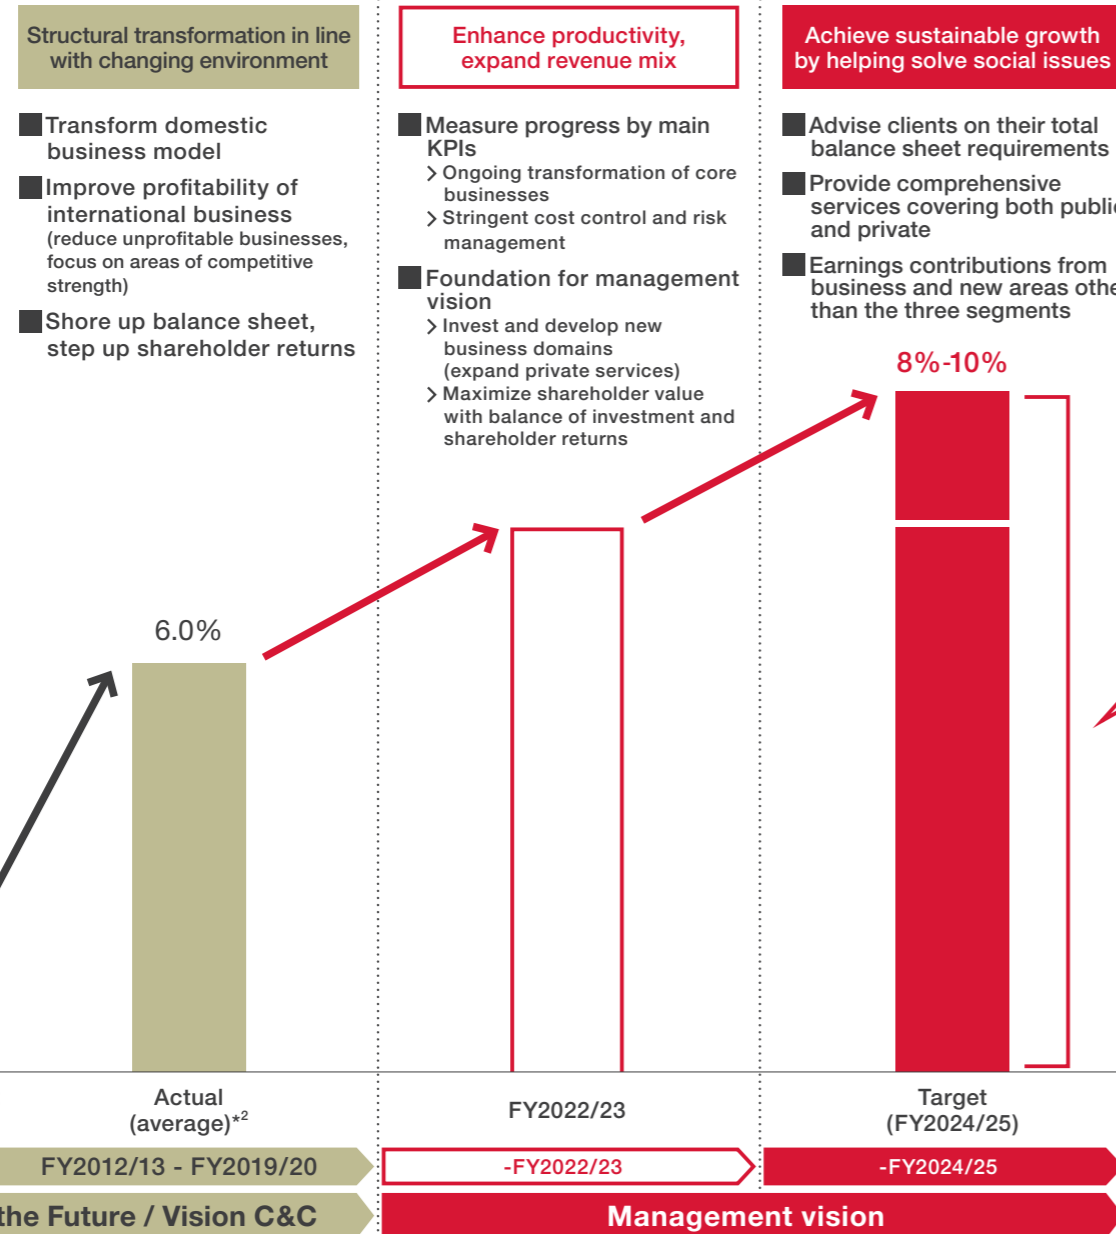 Structural transformation in line
with changing environment
Transform domestic
business model
Improve profitability of
international business
(reduce unprofitable businesses,
focus on areas of competitive
strength)
Shore up balance sheet,
step up shareholder returns
Enhance productivity,
expand revenue mix
Measure progress by main
KPIs
Ongoing transformation of core
businesses
Stringent cost control and risk
management
Foundation for management
vision
Invest and develop new
business domains
(expand private services)
Maximize shareholder value
with balance of investment and
shareholder returns
Achieve sustainable growth
by helping solve social issues
Advise clients on their total
balance sheet requirements
Provide comprehensive
services covering both public
and private
Earnings contributions from
business and new areas othe
than the three segments
6.0%
8%-10%
Actual
(average)*2
FY2022/23
Target
(FY2024/25)
FY2012/13 - FY2019/20
-FY2022/23
-FY2024/25
the Future / Vision C&C
Management vision